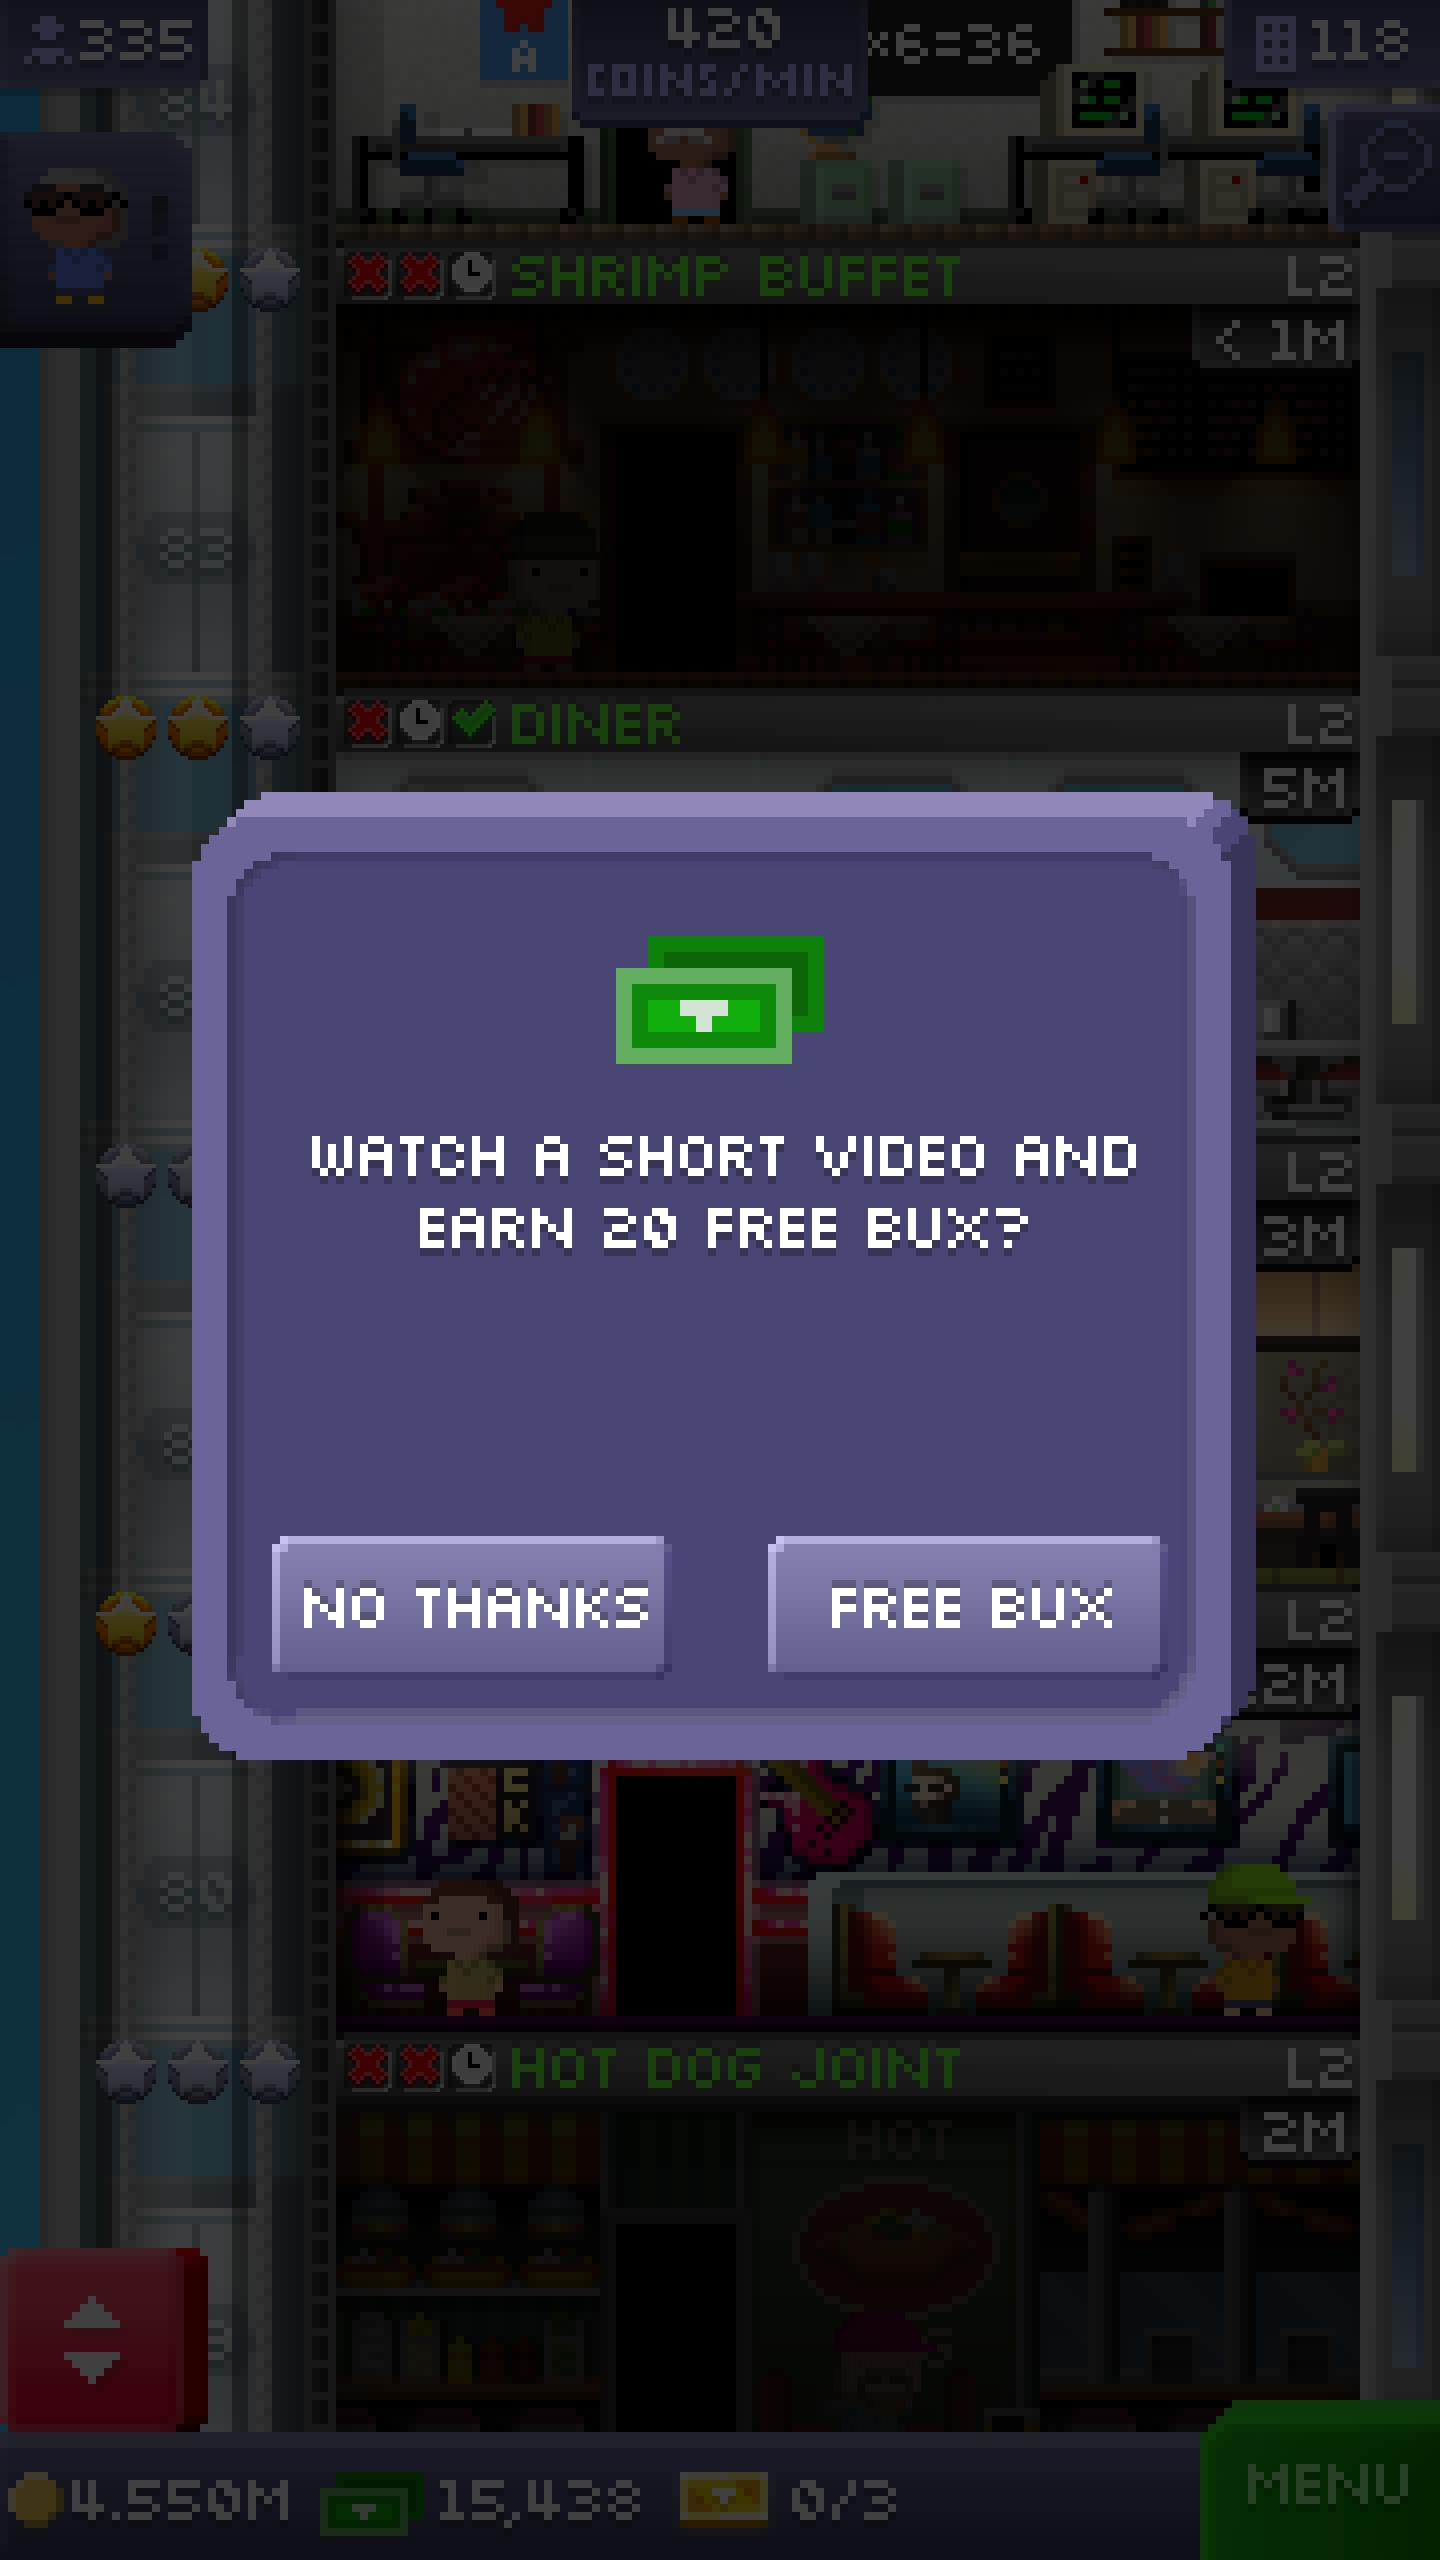 335
420
COINS/MIN
×6=36
118
A
84
SHRIMP BUFFET
L2
< 1M
83
DINER
L2
5M
L2
3M
WATCH A SHORT VIDEO AND
EARN 20 FREE BUX?
NO THANKS
FREE BUX
L2
2M
80
HOT DOG JOINT
L2
2M
HOT
4.550M
15,438
0/3
MENU